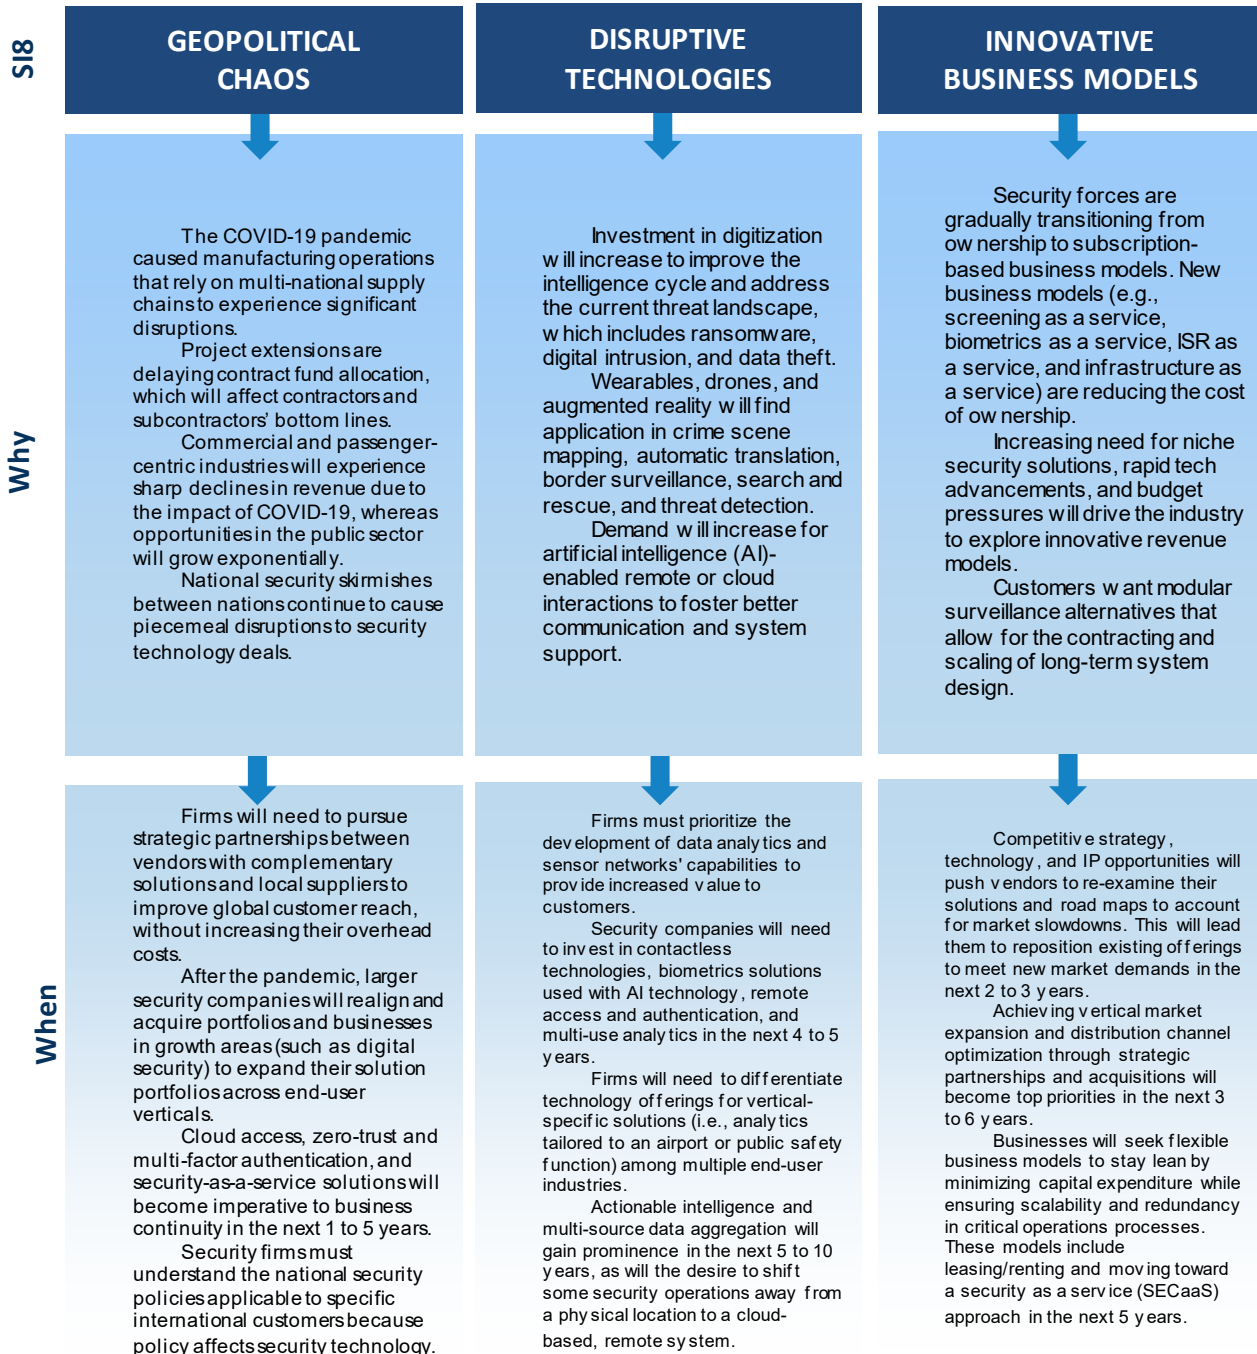 SI8
GEOPOLITICAL
CHAOS
DISRUPTIVE
TECHNOLOGIES
INNOVATIVE
BUSINESS MODELS
Why
The COVID-19 pandemic
caused manufacturing operations
that rely on multi-national supply
chains to experience significant
disruptions.
Project extensions are
delaying contract fund allocation,
which will affect contractors and
subcontractors' bottom lines.
Commercial and passenger-
centric industries will experience
sharp declines in revenue due to
the impact of COVID-19, whereas
opportunities in the public sector
will grow exponentially.
National security skirmishes
between nations continue to cause
piecemeal disruptions to security
technology deals.
Investment in digitization
will increase to improve the
intelligence cycle and address
the current threat landscape,
which includes ransomware,
digital intrusion, and data theft.
Wearables, drones, and
augmented reality will find
application in crime scene
mapping, automatic translation,
border surveillance, search and
rescue, and threat detection.
Demand will increase for
artificial intelligence (AI)-
enabled remote or cloud
interactions to foster better
communication and system
support.
Security forces are
gradually transitioning from
ownership to subscription-
based business models. New
business models (e.g.,
screening as a service,
biometrics as a service, ISR as
a service, and infrastructure as
a service) are reducing the cost
of ownership.
Increasing need for niche
security solutions, rapid tech
advancements, and budget
pressures will drive the industry
to explore innovative revenue
models.
Customers want modular
surveillance alternatives that
allow for the contracting and
scaling of long-term system
design.
When
Firms will need to pursue
strategic partnerships between
vendors with complementary
solutions and local suppliers to
improve global customer reach,
without increasing their overhead
costs.
After the pandemic, larger
security companies will realign and
acquire portfolios and businesses
in growth areas (such as digital
security) to expand their solution
portfolios across end-user
verticals.
Cloud access, zero-trust and
multi-factor authentication, and
security-as-a-service solutions will
become imperative to business
continuity in the next 1 to 5 years.
Security firms must
understand the national security
policies applicable to specific
international customers because
policy affects security technology.
Firms must prioritize the
development of data analytics and
sensor networks' capabilities to
provide increased value to
customers.
Security companies will need
to invest in contactless
technologies, biometrics solutions
used with AI technology, remote
access and authentication, and
multi-use analytics in the next 4 to 5
years.
Firms will need to differentiate
technology offerings for vertical-
specific solutions (i.e., analytics
tailored to an airport or public safety
function) among multiple end-user
industries.
Actionable intelligence and
multi-source data aggregation will
gain prominence in the next 5 to 10
years, as will the desire to shift
some security operations away from
a physical location to a cloud-
based, remote system.
Competitive strategy,
technology, and IP opportunities will
push vendors to re-examine their
solutions and road maps to account
for market slowdowns. This will lead
them to reposition existing offerings
to meet new market demands in the
next 2 to 3 years.
Achieving vertical market
expansion and distribution channel
optimization through strategic
partnerships and acquisitions will
become top priorities in the next 3
to 6 years.
Businesses will seek flexible
business models to stay lean by
minimizing capital expenditure while
ensuring scalability and redundancy
in critical operations processes.
These models include
leasing/renting and moving toward
a security as a service (SECaaS)
approach in the next 5 years.